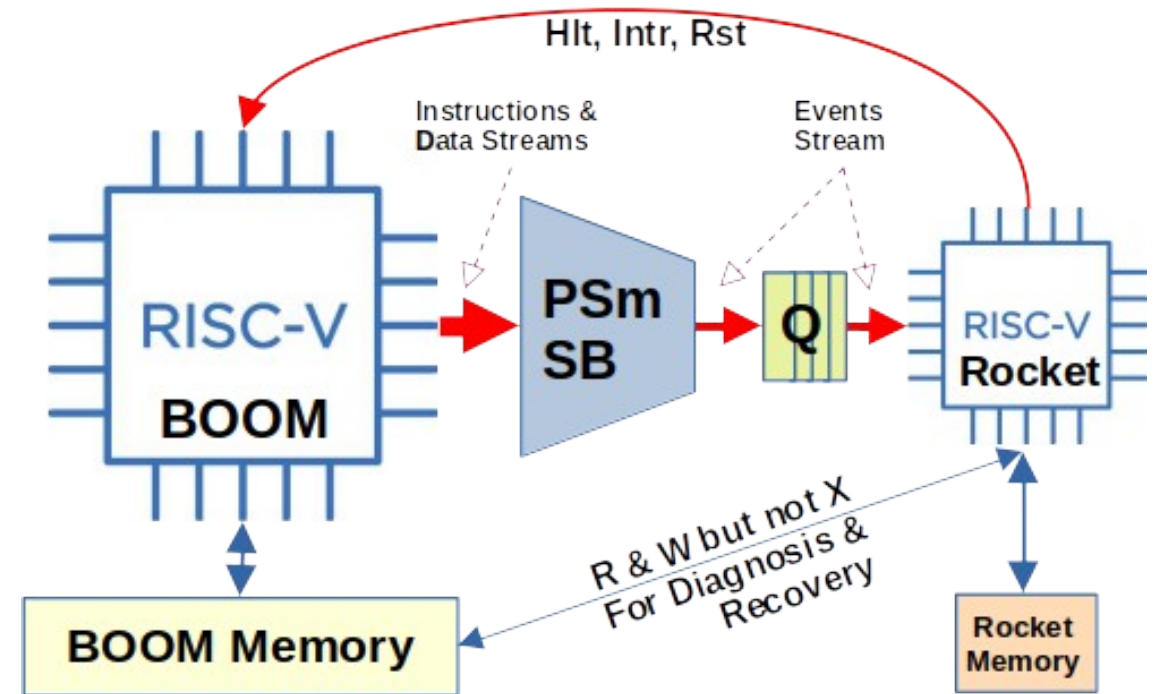 Hlt, Intr, Rst
Instructions &
Data Streams
Events
Stream
RISC-V
BOOM
PSm
SB
Q
RISC-V
Rocket
R & W but not X
For Diagnosis &
Recovery
BOOM Memory
Rocket
Memory